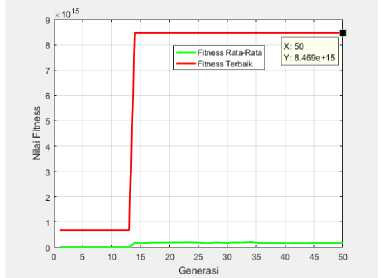 × 10^15
9
8
7
6
5
4
3
2
1
0
Nilai Fitness
Fitness Rata-Rata
Fitness Terbaik
X: 50
Y: 8.469e+15
0 5 10 15 20 25 30 35 40 45 50
Generasi